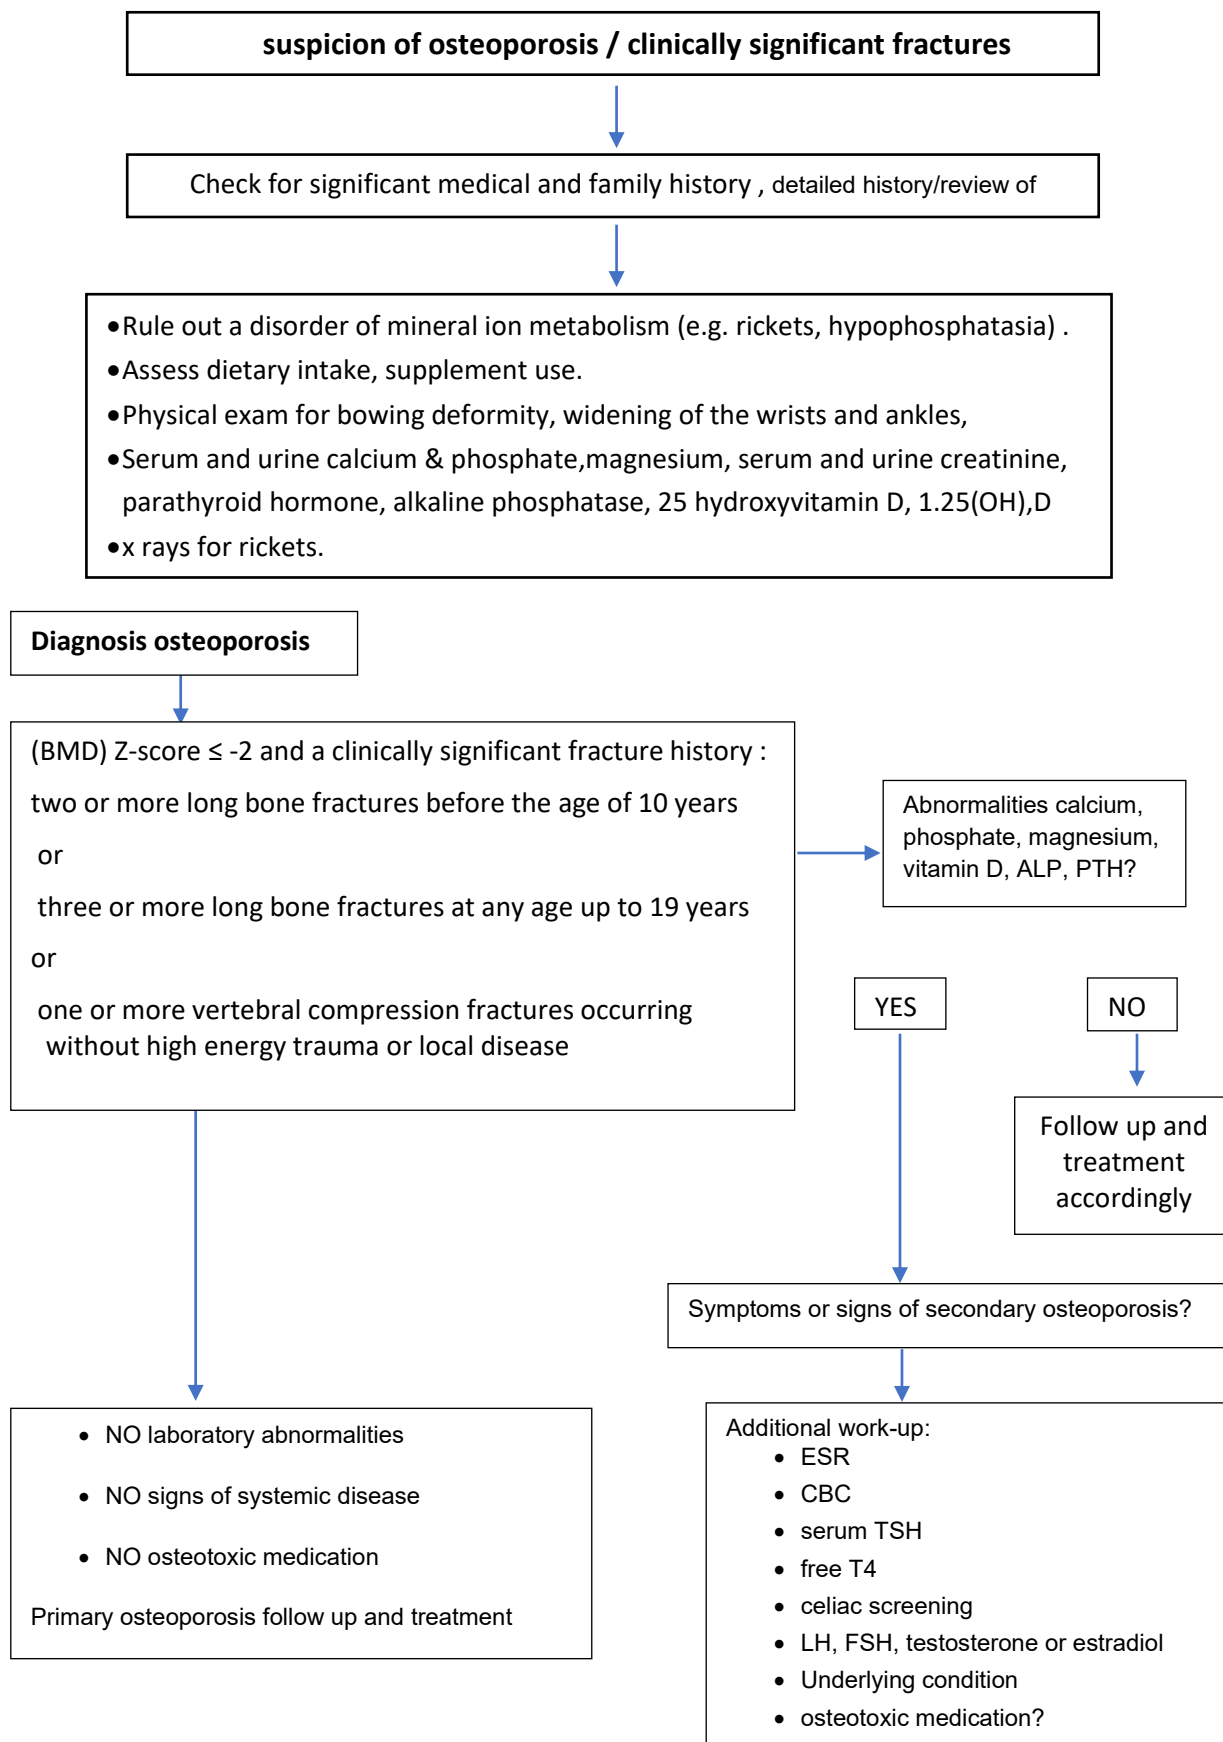 suspicion of osteoporosis / clinically significant fractures
Check for significant medical and family history , detailed history/review of
•Rule out a disorder of mineral ion metabolism (e.g. rickets, hypophosphatasia) .
•Assess dietary intake, supplement use.
•Physical exam for bowing deformity, widening of the wrists and ankles,
•Serum and urine calcium & phosphate,magnesium, serum and urine creatinine,
parathyroid hormone, alkaline phosphatase, 25 hydroxyvitamin D, 1.25(OH),D
•x rays for rickets.
Diagnosis osteoporosis
(BMD) Z-score ≤ -2 and a clinically significant fracture history :
two or more long bone fractures before the age of 10 years
or
three or more long bone fractures at any age up to 19 years
or
one or more vertebral compression fractures occurring
without high energy trauma or local disease
Abnormalities calcium,
phosphate, magnesium,
vitamin D, ALP, PTH?
YES
NO
Follow up and
treatment
accordingly
Symptoms or signs of secondary osteoporosis?
• NO laboratory abnormalities
• NO signs of systemic disease
• NO osteotoxic medication
Primary osteoporosis follow up and treatment
Additional work-up:
• ESR
• CBC
• serum TSH
• free T4
• celiac screening
• LH, FSH, testosterone or estradiol
• Underlying condition
• osteotoxic medication?